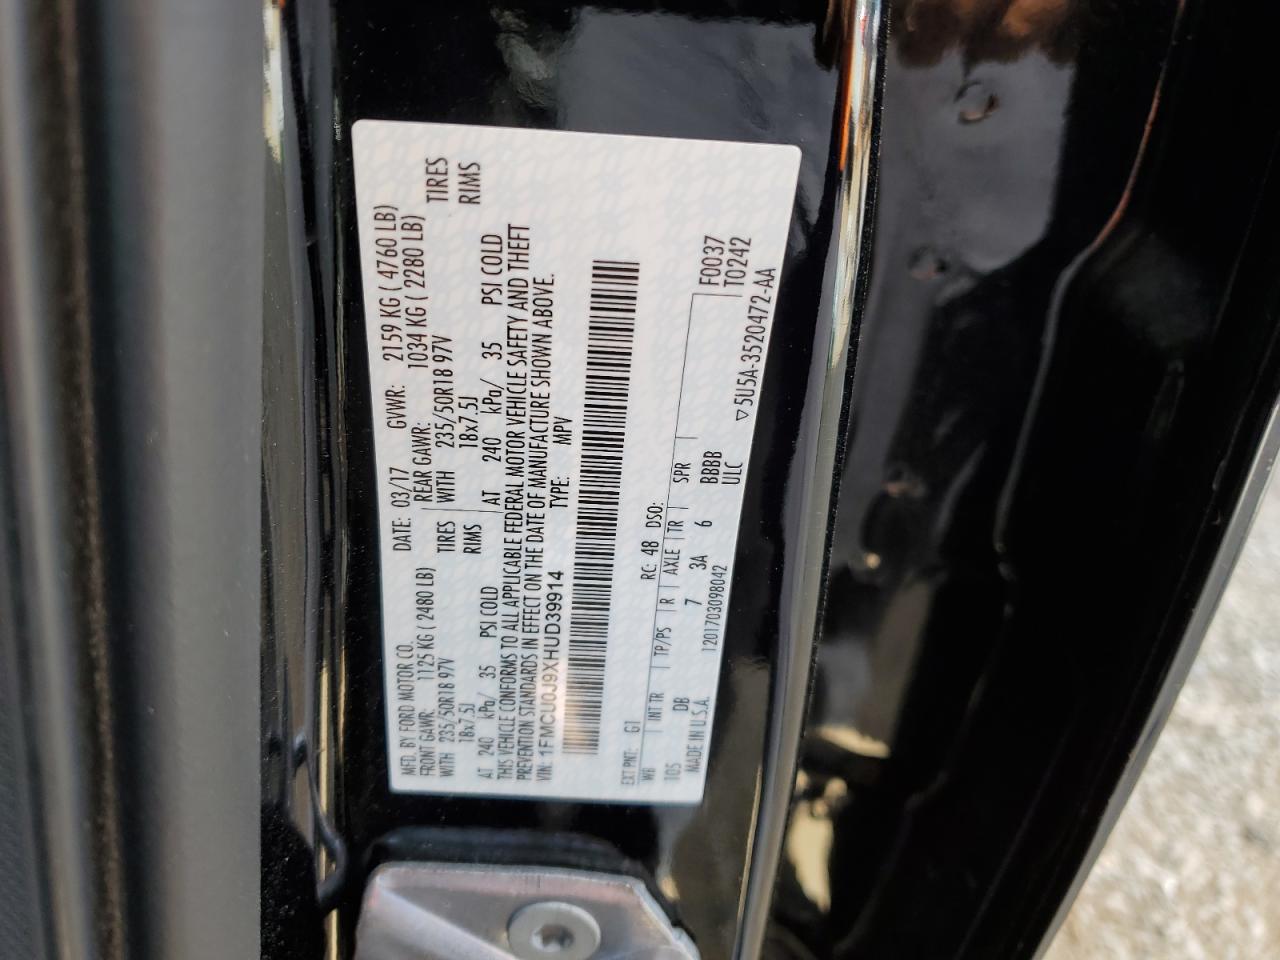 MFD. BY FORD MOTOR CO.
DATE: 03/17 GVWR: 2159 KG ( 4760 LB)
FRONT GAWR: 1125 KG ( 2480 LB) REAR GAWR: 1034 KG ( 2280 LB)
WITH 235/50R18 97V TIRES WITH 235/50R18 97V TIRES
18x7.5J RIMS 18x7.5J RIMS
AT 240 kPa/ 35 PSI COLD AT 240 kPa/ 35 PSI COLD
THIS VEHICLE CONFORMS TO ALL APPLICABLE FEDERAL MOTOR VEHICLE SAFETY AND THEFT
PREVENTION STANDARDS IN EFFECT ON THE DATE OF MANUFACTURE SHOWN ABOVE.
VIN: 1FMCU0J9XHUD39914 TYPE: MPV
EXT PNT: G1 RC: 48 DSO: F0037
WB INT TR TP/PS R AXLE TR SPR T0242
105 DB 7 3A 6 BBBB
MADE IN U.S.A. 1201703098042 ULC
▽5U5A-3520472-AA